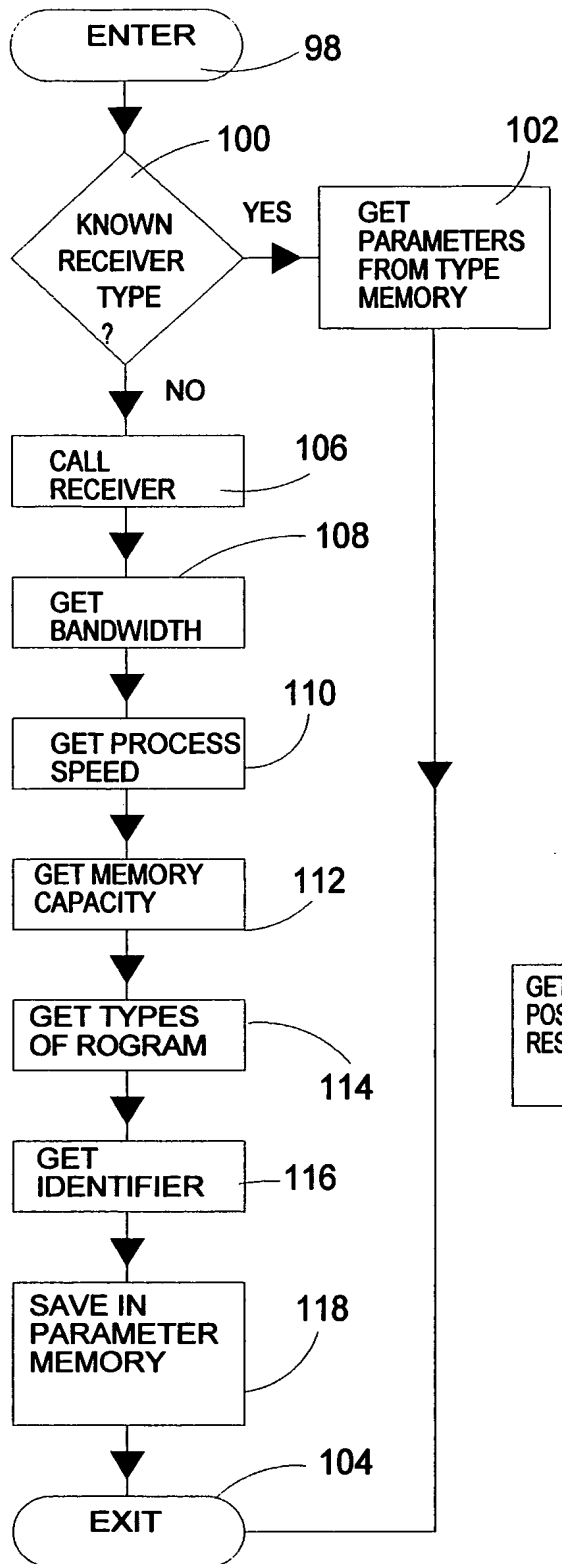 ENTER
98
100
102
KNOWN
RECEIVER
TYPE
?
YES
GET
PARAMETERS
FROM TYPE
MEMORY
NO
CALL
RECEIVER
106
108
GET
BANDWIDTH
110
GET PROCESS
SPEED
GET MEMORY
CAPACITY
112
GET TYPES
OF ROGRAM
114
GET
IDENTIFIER
116
SAVE IN
PARAMETER
MEMORY
118
104
EXIT
GET
POS
RES